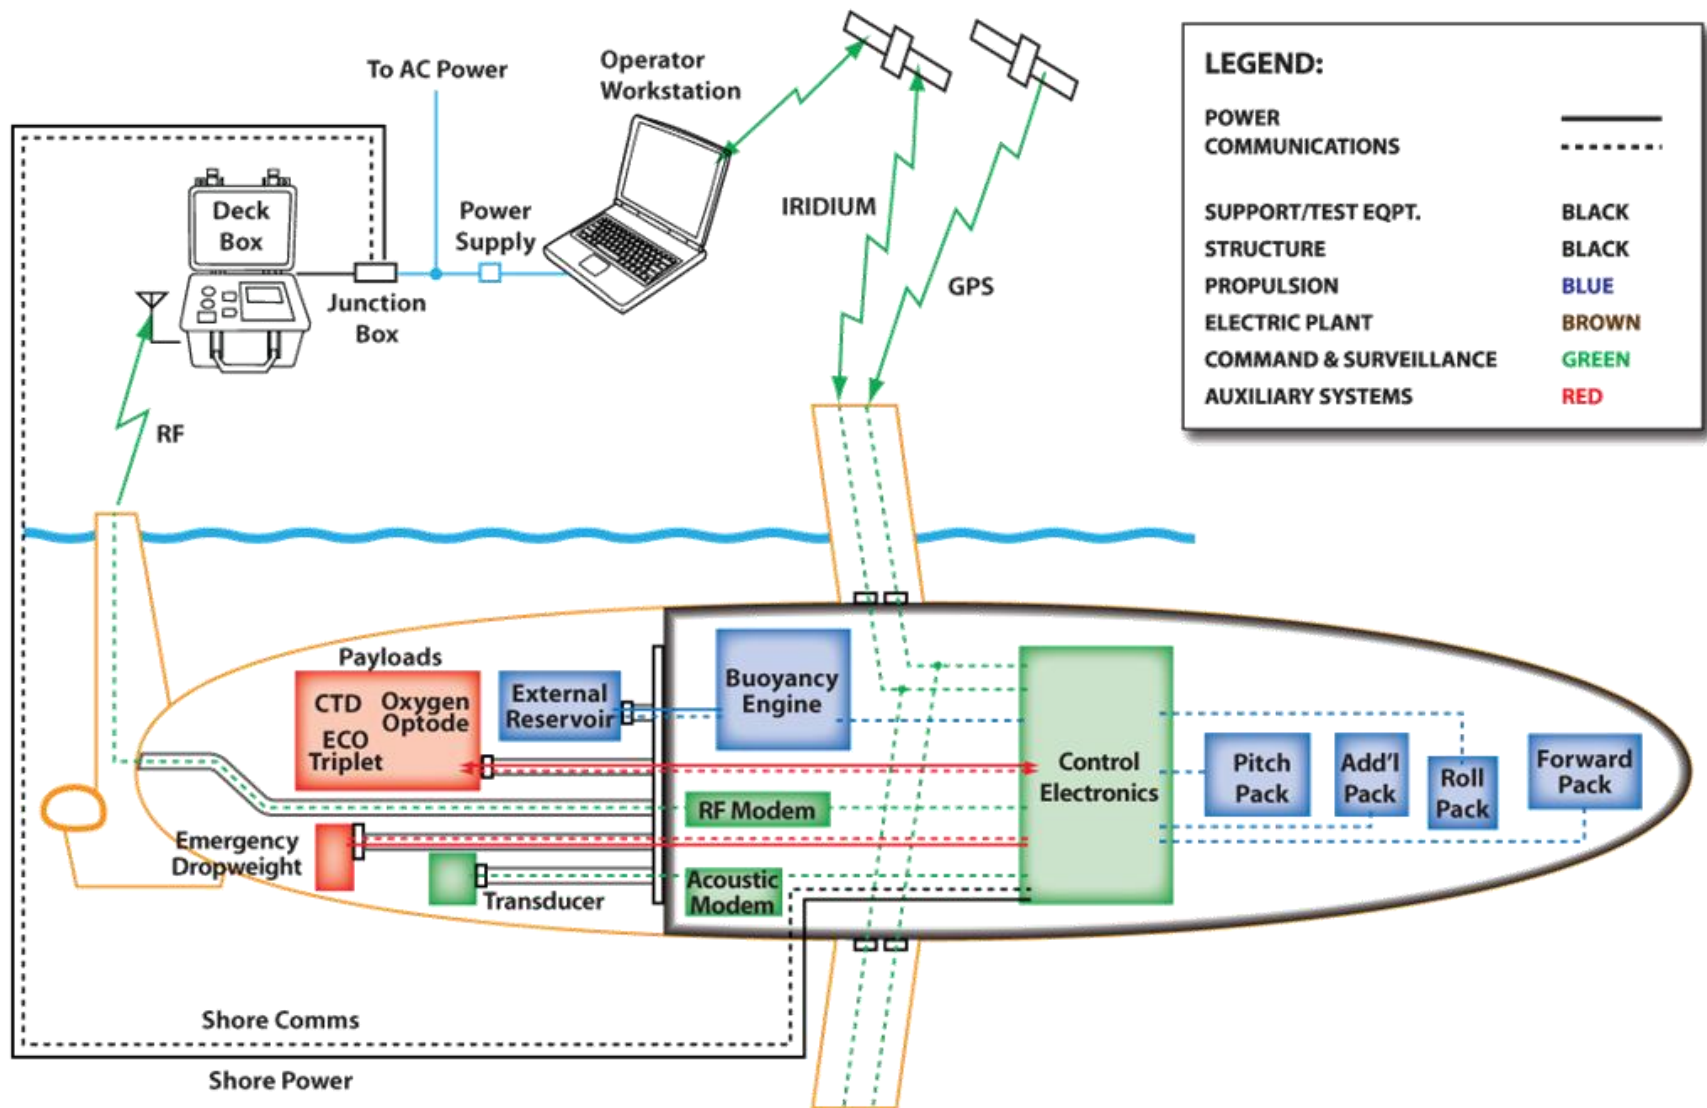 To AC Power
Operator
Workstation
Deck
Box
Power
Supply
Junction
Box
IRIDIUM
GPS
RF
LEGEND:
POWER
COMMUNICATIONS
SUPPORT/TEST EQPT. BLACK
STRUCTURE BLACK
PROPULSION BLUE
ELECTRIC PLANT BROWN
COMMAND & SURVEILLANCE GREEN
AUXILIARY SYSTEMS RED
Payloads
CTD
Oxygen
Optode
ECO
Triplet
External
Reservoir
Buoyancy
Engine
RF Modem
Emergency
Dropweight
Transducer
Acoustic
Modem
Control
Electronics
Pitch
Pack
Add'l
Pack
Roll
Pack
Forward
Pack
Shore Comms
Shore Power